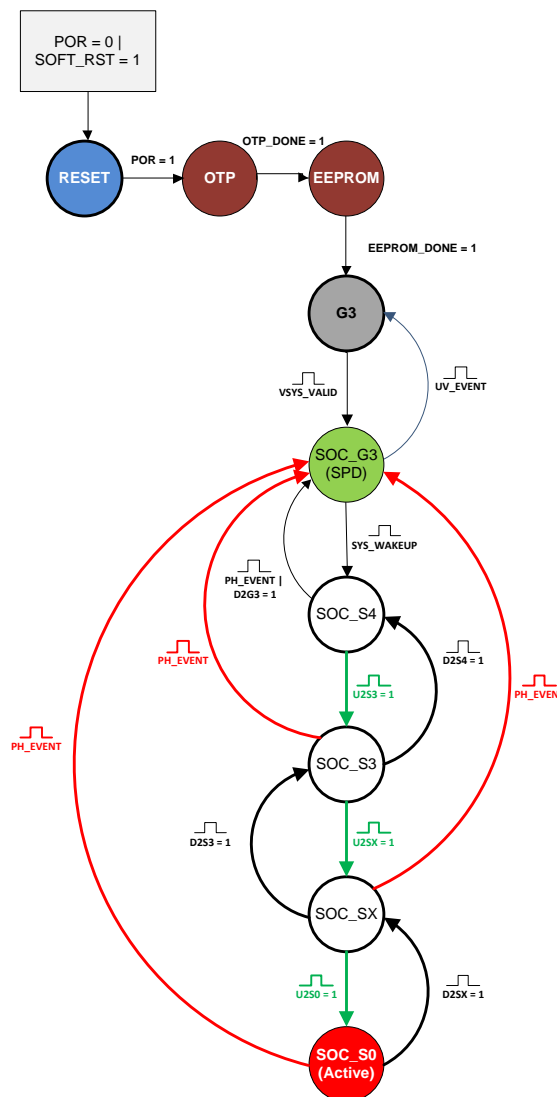 POR = 0 |
SOFT_RST = 1
OTP_DONE = 1
POR = 1
RESET
OTP
EEPROM
EEPROM_DONE = 1
G3
VSYS_VALID
UV_EVENT
SOC_G3
(SPD)
SYS_WAKEUP
PH_EVENT |
D2G3 = 1
SOC_S4
PH_EVENT
D2S4 = 1
U2S3 = 1
PH_EVENT
PH_EVENT
SOC_S3
D2S3 = 1
U2SX = 1
SOC_SX
U2S0 = 1
D2SX = 1
SOC_S0
(Active)